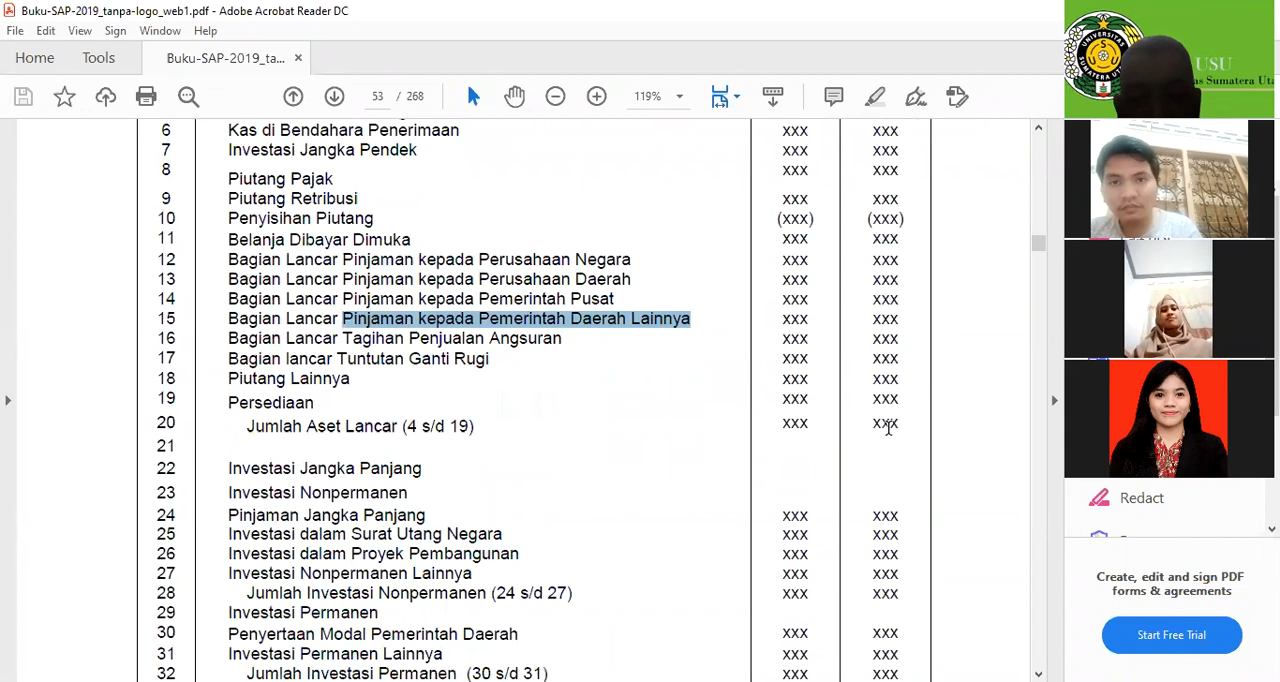 Buku-SAP-2019_tanpa-logo_web1.pdf - Adobe Acrobat Reader DC
File Edit View Sign Window Help
Home Tools Buku-SAP-2019_ta... ×
53 / 268 119%
6 Kas di Bendahara Penerimaan xxx xxx
7 Investasi Jangka Pendek xxx xxx
8 Piutang Pajak xxx xxx
9 Piutang Retribusi xxx xxx
10 Penyisihan Piutang (xxx) (xxx)
11 Belanja Dibayar Dimuka xxx xxx
12 Bagian Lancar Pinjaman kepada Perusahaan Negara xxx xxx
13 Bagian Lancar Pinjaman kepada Perusahaan Daerah xxx xxx
14 Bagian Lancar Pinjaman kepada Pemerintah Pusat xxx xxx
15 Bagian Lancar Pinjaman kepada Pemerintah Daerah Lainnya xxx xxx
16 Bagian Lancar Tagihan Penjualan Angsuran xxx xxx
17 Bagian lancar Tuntutan Ganti Rugi xxx xxx
18 Piutang Lainnya xxx xxx
19 Persediaan xxx xxx
20 Jumlah Aset Lancar (4 s/d 19) xxx xxx
21
22 Investasi Jangka Panjang
23 Investasi Nonpermanen
24 Pinjaman Jangka Panjang xxx xxx
25 Investasi dalam Surat Utang Negara xxx xxx
26 Investasi dalam Proyek Pembangunan xxx xxx
27 Investasi Nonpermanen Lainnya xxx xxx
28 Jumlah Investasi Nonpermanen (24 s/d 27) xxx xxx
29 Investasi Permanen
30 Penyertaan Modal Pemerintah Daerah xxx xxx
31 Investasi Permanen Lainnya xxx xxx
32 Jumlah Investasi Permanen (30 s/d 31) xxx xxx
UNIVERSITAS
SUMATERA UTARA
USU
as Sumatera Uta
Redact
Create, edit and sign PDF
forms & agreements
Start Free Trial